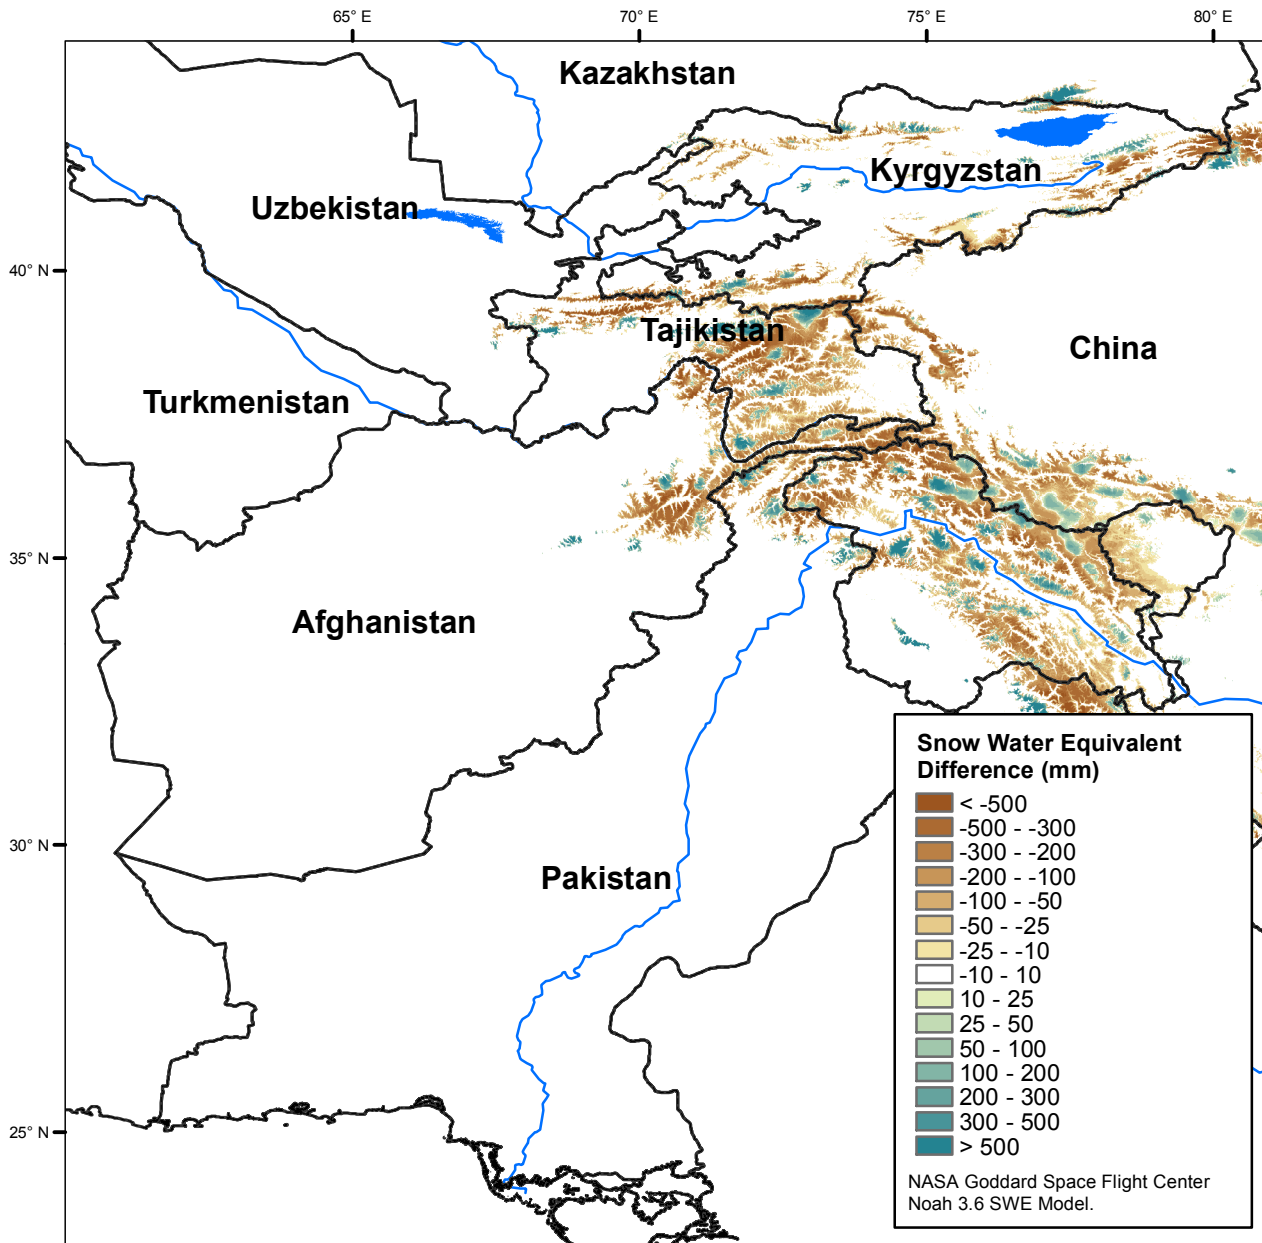 65° E
70° E
75° E
80° E
Kazakhstan
Kyrgyzstan
Uzbekistan
40° N
Tajikistan
China
Turkmenistan
35° N
Afghanistan
Snow Water Equivalent
Difference (mm)
< -500
-500 - -300
-300 - -200
-200 - -100
-100 - -50
-50 - -25
-25 - -10
-10 - 10
10 - 25
25 - 50
50 - 100
100 - 200
200 - 300
300 - 500
> 500
NASA Goddard Space Flight Center
Noah 3.6 SWE Model.
30° N
Pakistan
25° N